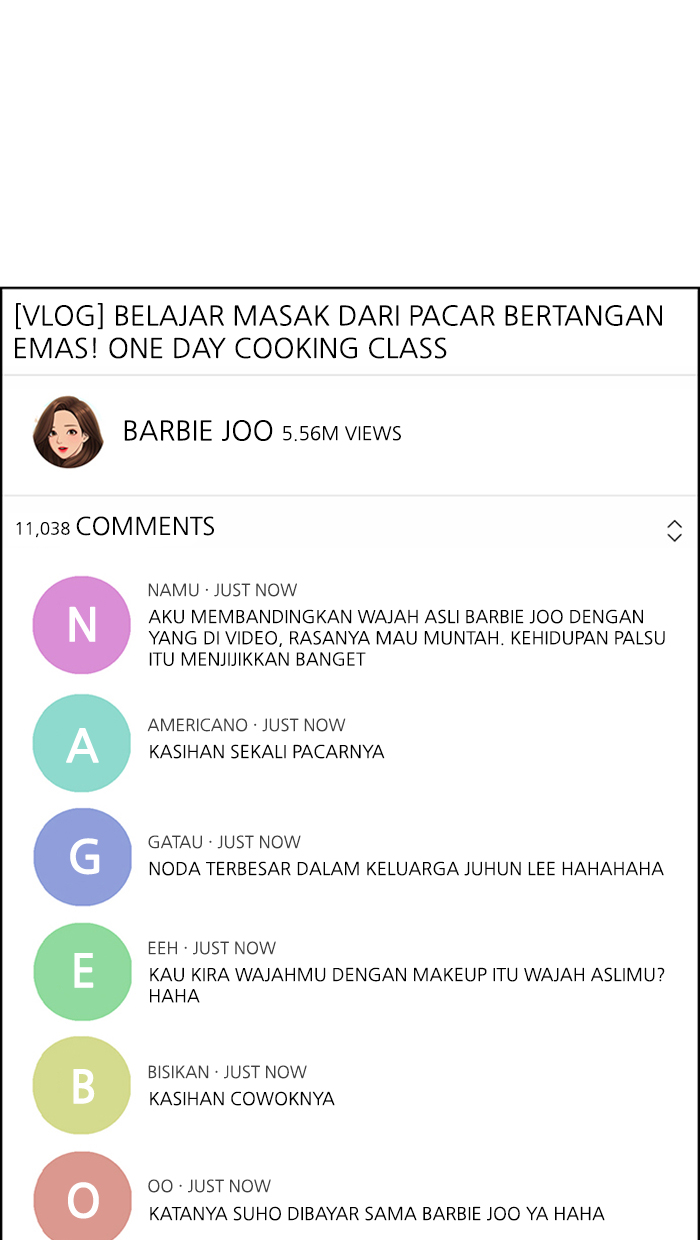 [VLOG] BELAJAR MASAK DARI PACAR BERTANGAN
EMAS! ONE DAY COOKING CLASS
BARBIE JOO 5.56M VIEWS
11,038 COMMENTS
N
NAMU · JUST NOW
AKU MEMBANDINGKAN WAJAH ASLI BARBIE JOO DENGAN
YANG DI VIDEO, RASANYA MAU MUNTAH. KEHIDUPAN PALSU
ITU MENJIJIKKAN BANGET
A
AMERICANO · JUST NOW
KASIHAN SEKALI PACARNYA
G
GATAU · JUST NOW
NODA TERBESAR DALAM KELUARGA JUHUN LEE HAHAHAHA
E
EEH · JUST NOW
KAU KIRA WAJAHMU DENGAN MAKEUP ITU WAJAH ASLIMU?
HAHA
B
BISIKAN · JUST NOW
KASIHAN COWOKNYA
O
OO · JUST NOW
KATANYA SUHO DIBAYAR SAMA BARBIE JOO YA HAHA